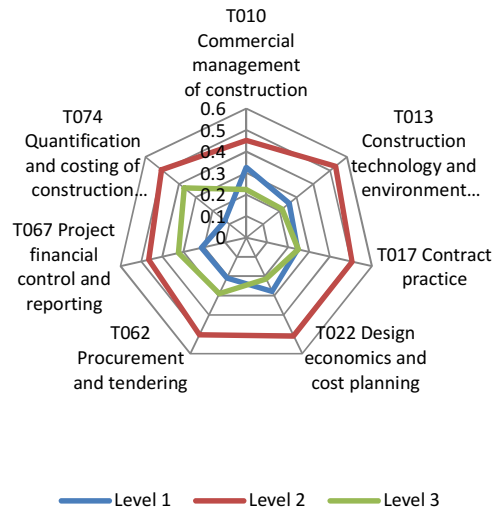 T010
Commercial
management
of construction
T013
Construction
technology and
environment...
T017 Contract
practice
T022 Design
economics and
cost planning
T062
Procurement
and tendering
T067 Project
financial
control and
reporting
T074
Quantification
and costing of
construction...
0.6
0.5
0.4
0.3
0.2
0.1
0
Level 1
Level 2
Level 3